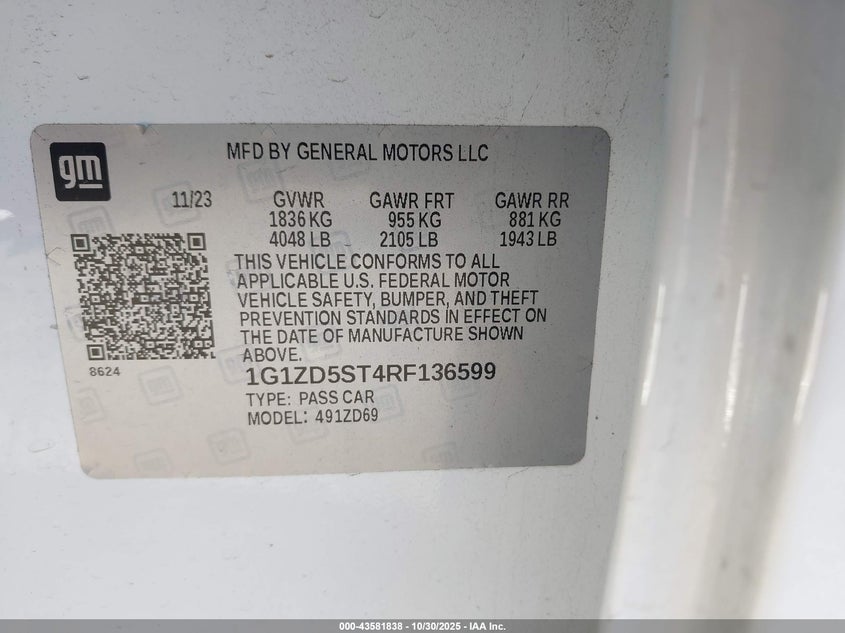 gm
MFD BY GENERAL MOTORS LLC
11/23 GVWR GAWR FRT GAWR RR
1836 KG 955 KG 881 KG
4048 LB 2105 LB 1943 LB
THIS VEHICLE CONFORMS TO ALL
APPLICABLE U.S. FEDERAL MOTOR
VEHICLE SAFETY, BUMPER, AND THEFT
PREVENTION STANDARDS IN EFFECT ON
THE DATE OF MANUFACTURE SHOWN
ABOVE.
8624
1G1ZD5ST4RF136599
TYPE: PASS CAR
MODEL: 491ZD69
000-43581838 - 10/30/2025 - IAA Inc.